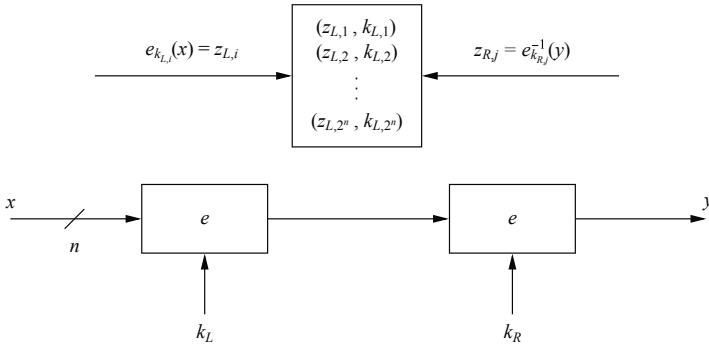 (z_{L,1} , k_{L,1})
e_{k_{L,i}}(x) = z_{L,i} (z_{L,2} , k_{L,2}) z_{R,j} = e_{k_{R,j}}^{-1}(y)
⋮
(z_{L,2^n} , k_{L,2^n})
x e e y
n
k_L k_R